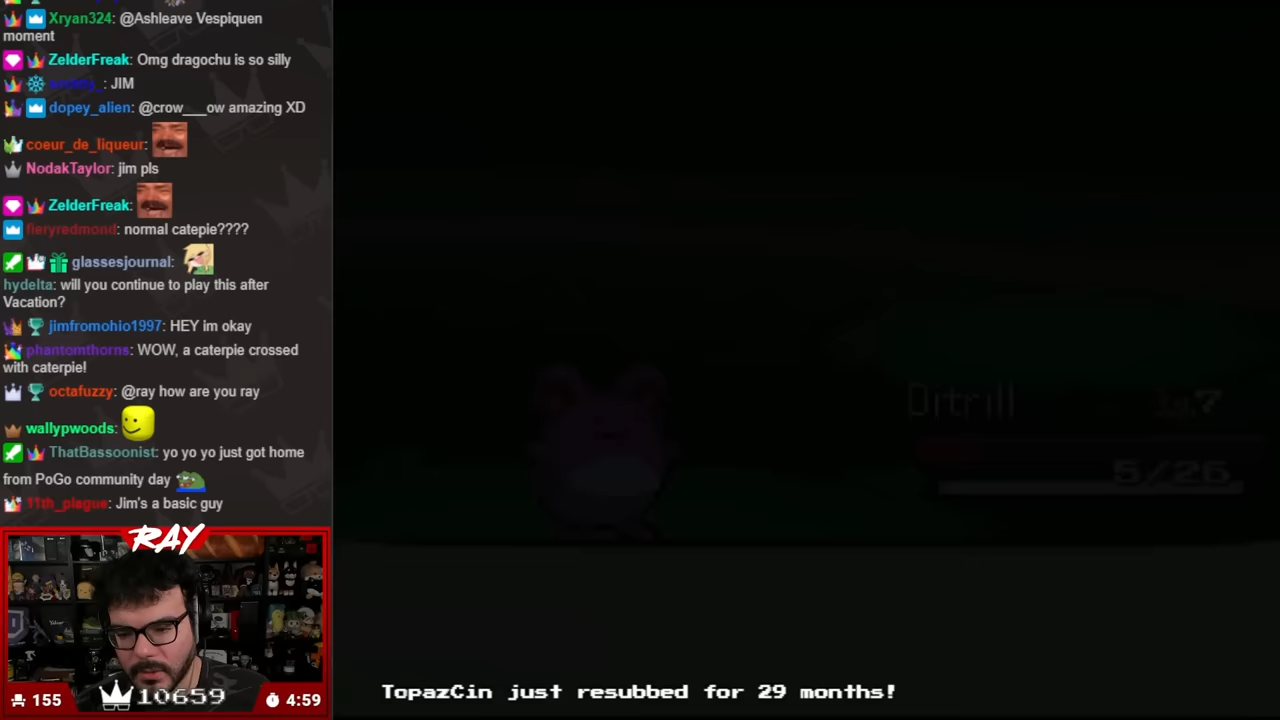 Xryan324: @Ashleave Vespiquen
moment
ZelderFreak: Omg dragochu is so silly
: JIM
dopey_alien: @crow___ow amazing XD
coeur_de_liqueur:
NodakTaylor: jim pls
ZelderFreak:
fieryredmond: normal catepie????
glassesjournal:
hydelta: will you continue to play this after
Vacation?
jimfromohio1997: HEY im okay
phantomthorns: WOW, a caterpie crossed
with caterpie!
octafuzzy: @ray how are you ray
wallypwoods:
ThatBassoonist: yo yo yo just got home
from PoGo community day
11th_plague: Jim's a basic guy
RAY
155
10659
4:59
Ditrill Lv.7
5/26
TopazCin just resubbed for 29 months!